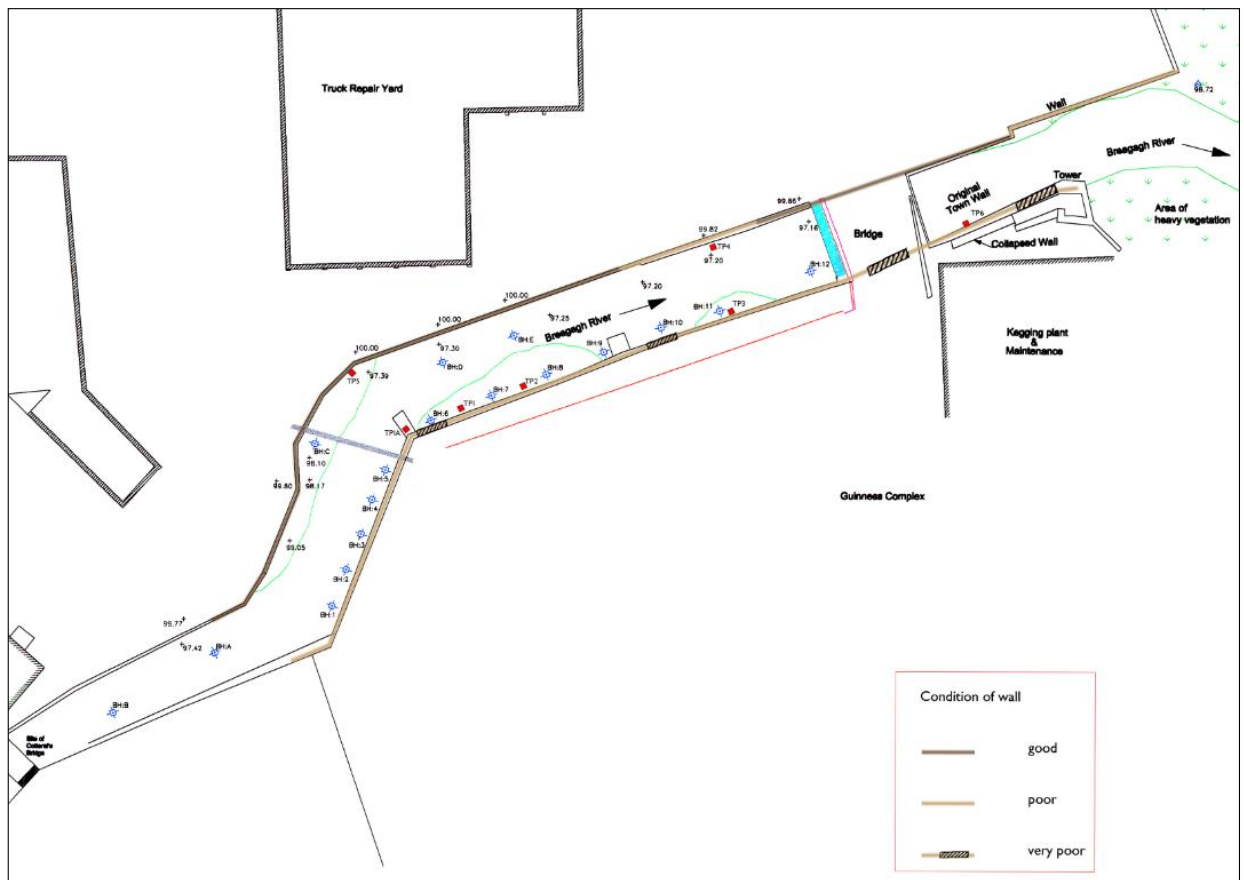 Truck Repair Yard
Wall
98.72
Breagagh River
Tower
Area of
heavy vegetation
Original
Town Wall
TP6
Collapsed Wall
Bridge
99.86
97.16
99.82
TP4
97.20
BH:12
Kegging plant
&
Maintenance
97.20
100.00
97.25
Breagagh River
BH:11
TP3
BH:10
100.00
BH:E
97.30
BH:9
100.00
BH:D
TP5
97.39
BH:8
TP2
BH:7
TP1
BH:6
TP1A
BH:C
98.10
BH:5
99.80
98.17
BH:4
Guinness Complex
99.05
BH:3
BH:2
BH:1
99.77
97.42
BH:A
BH:B
Site of
Cotterel's
Bridge
Condition of wall
good
poor
very poor